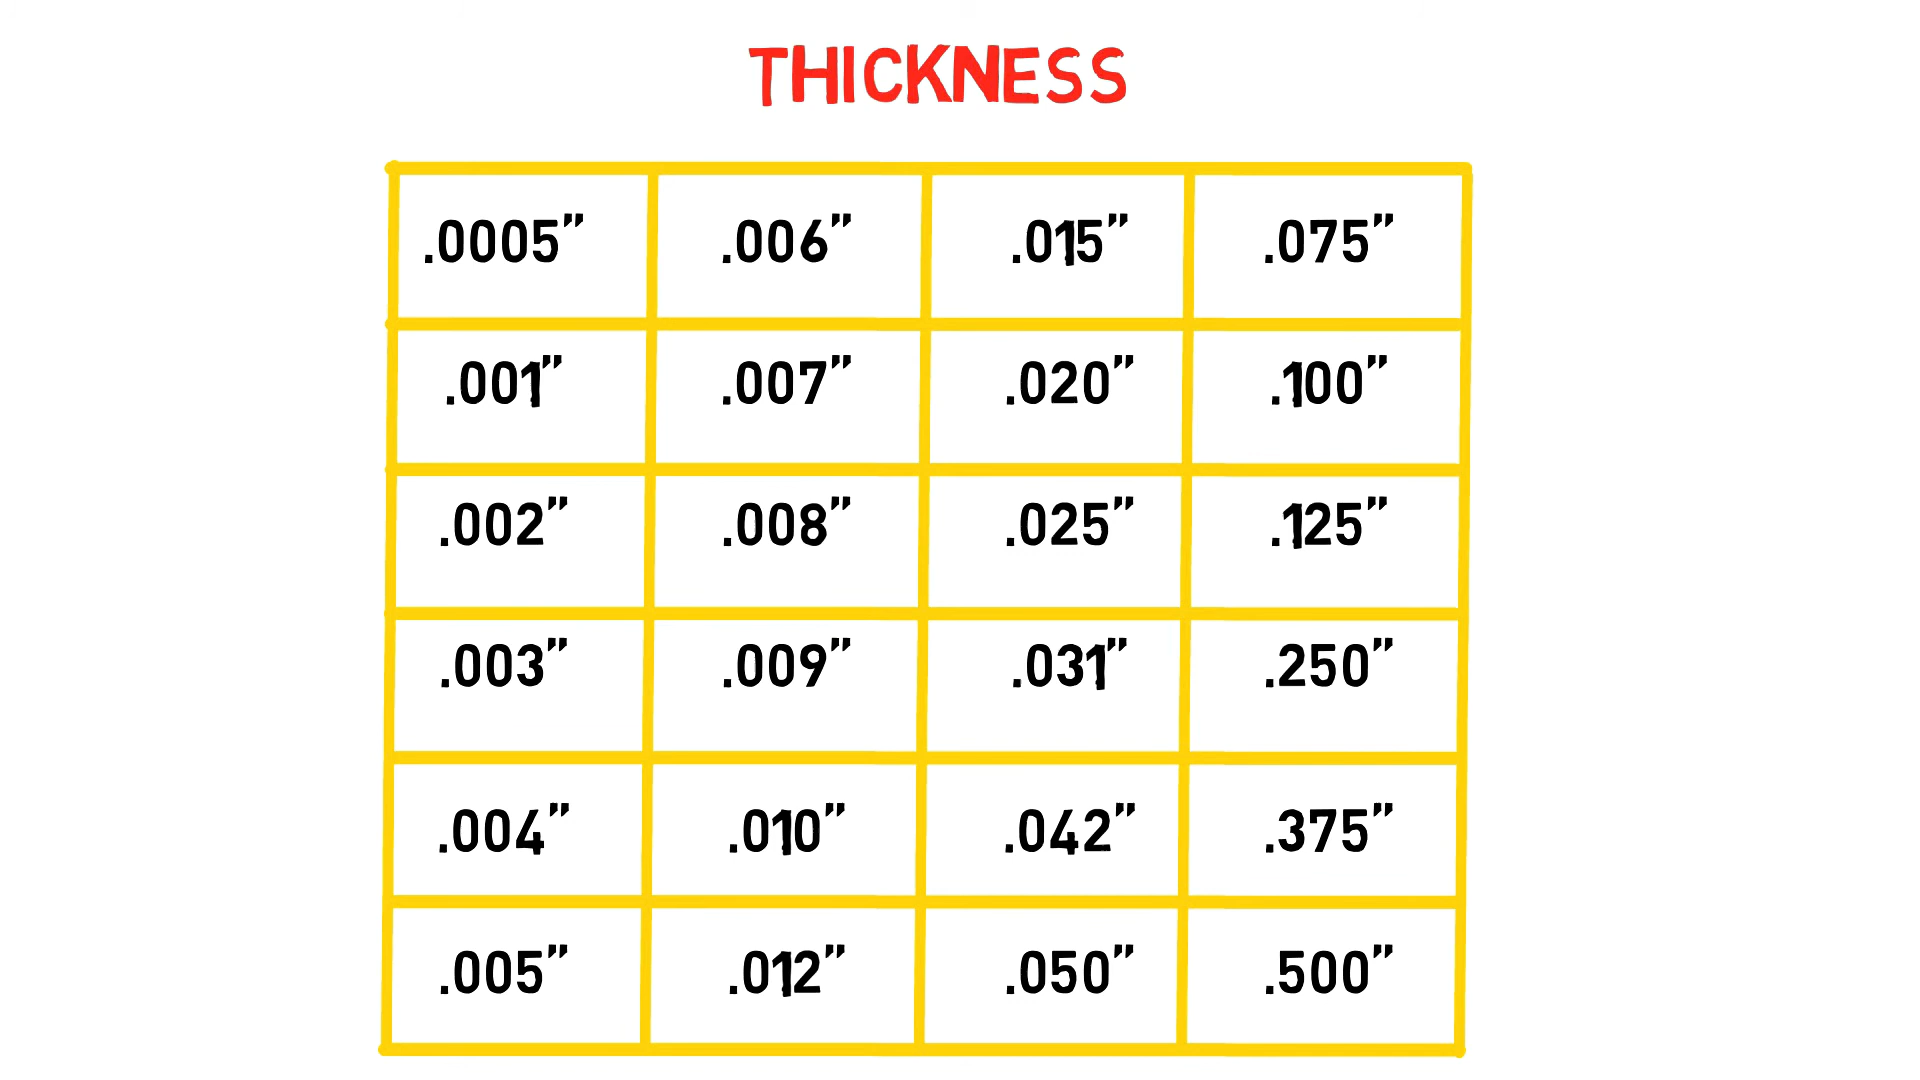 THICKNESS
.0005” .006” .015” .075”
.001” .007” .020” .100”
.002” .008” .025” .125”
.003” .009” .031” .250”
.004” .010” .042” .375”
.005” .012” .050” .500”